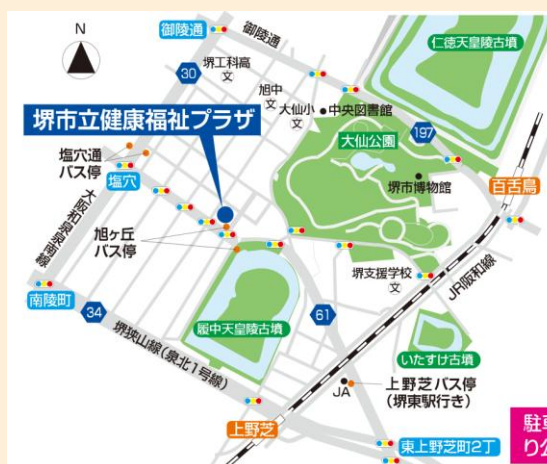 N
御陵通
御陵通
仁徳天皇陵古墳
堺工科高
文
30
旭中
文
大仙小
文
中央図書館
197
堺市立健康福祉プラザ
大仙公園
塩穴通
バス停
塩穴
堺市博物館
百舌鳥
大阪和泉泉南線
旭ヶ丘
バス停
堺支援学校
文
JR阪和線
南陵町
34
61
履中天皇陵古墳
堺狭山線(泉北1号線)
いたすけ古墳
JA
上野芝バス停
(堺東駅行き)
上野芝
東上野芝町2丁
駐車
り公